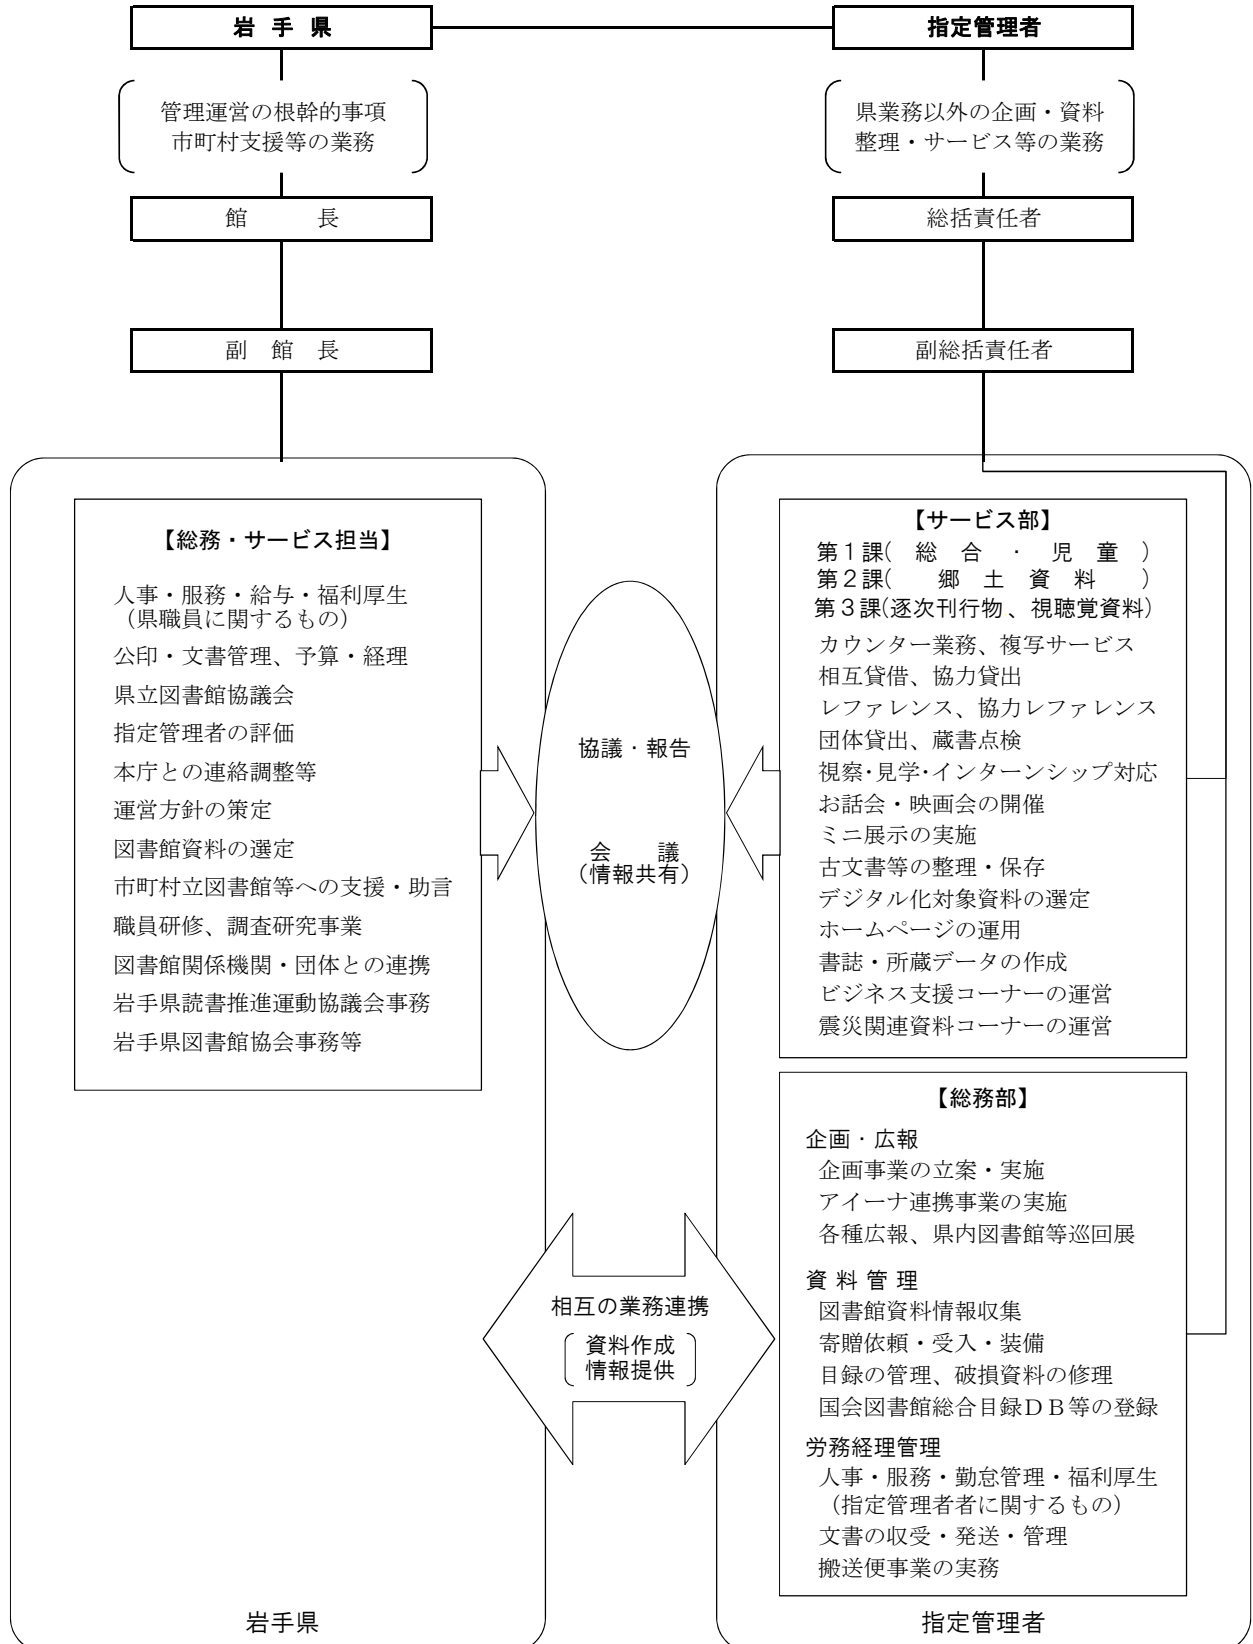 岩 手 県
管理運営の根幹的事項
市町村支援等の業務
館 長
副 館 長
指定管理者
県業務以外の企画・資料
整理・サービス等の業務
総括責任者
副総括責任者
【総務・サービス担当】
人事・服務・給与・福利厚生
（県職員に関するもの）
公印・文書管理、予算・経理
県立図書館協議会
指定管理者の評価
本庁との連絡調整等
運営方針の策定
図書館資料の選定
市町村立図書館等への支援・助言
職員研修、調査研究事業
図書館関係機関・団体との連携
岩手県読書推進運動協議会事務
岩手県図書館協会事務等
岩手県
協議・報告
会 議
（情報共有）
相互の業務連携
資料作成
情報提供
【サービス部】
第１課( 総 合 ・ 児 童 )
第２課( 郷 土 資 料 )
第３課(逐次刊行物、視聴覚資料)
カウンター業務、複写サービス
相互貸借、協力貸出
レファレンス、協力レファレンス
団体貸出、蔵書点検
視察・見学・インターンシップ対応
お話会・映画会の開催
ミニ展示の実施
古文書等の整理・保存
デジタル化対象資料の選定
ホームページの運用
書誌・所蔵データの作成
ビジネス支援コーナーの運営
震災関連資料コーナーの運営
【総務部】
企画・広報
企画事業の立案・実施
アイーナ連携事業の実施
各種広報、県内図書館等巡回展
資 料 管 理
図書館資料情報収集
寄贈依頼・受入・装備
目録の管理、破損資料の修理
国会図書館総合目録ＤＢ等の登録
労務経理管理
人事・服務・勤怠管理・福利厚生
（指定管理者者に関するもの）
文書の収受・発送・管理
搬送便事業の実務
指定管理者